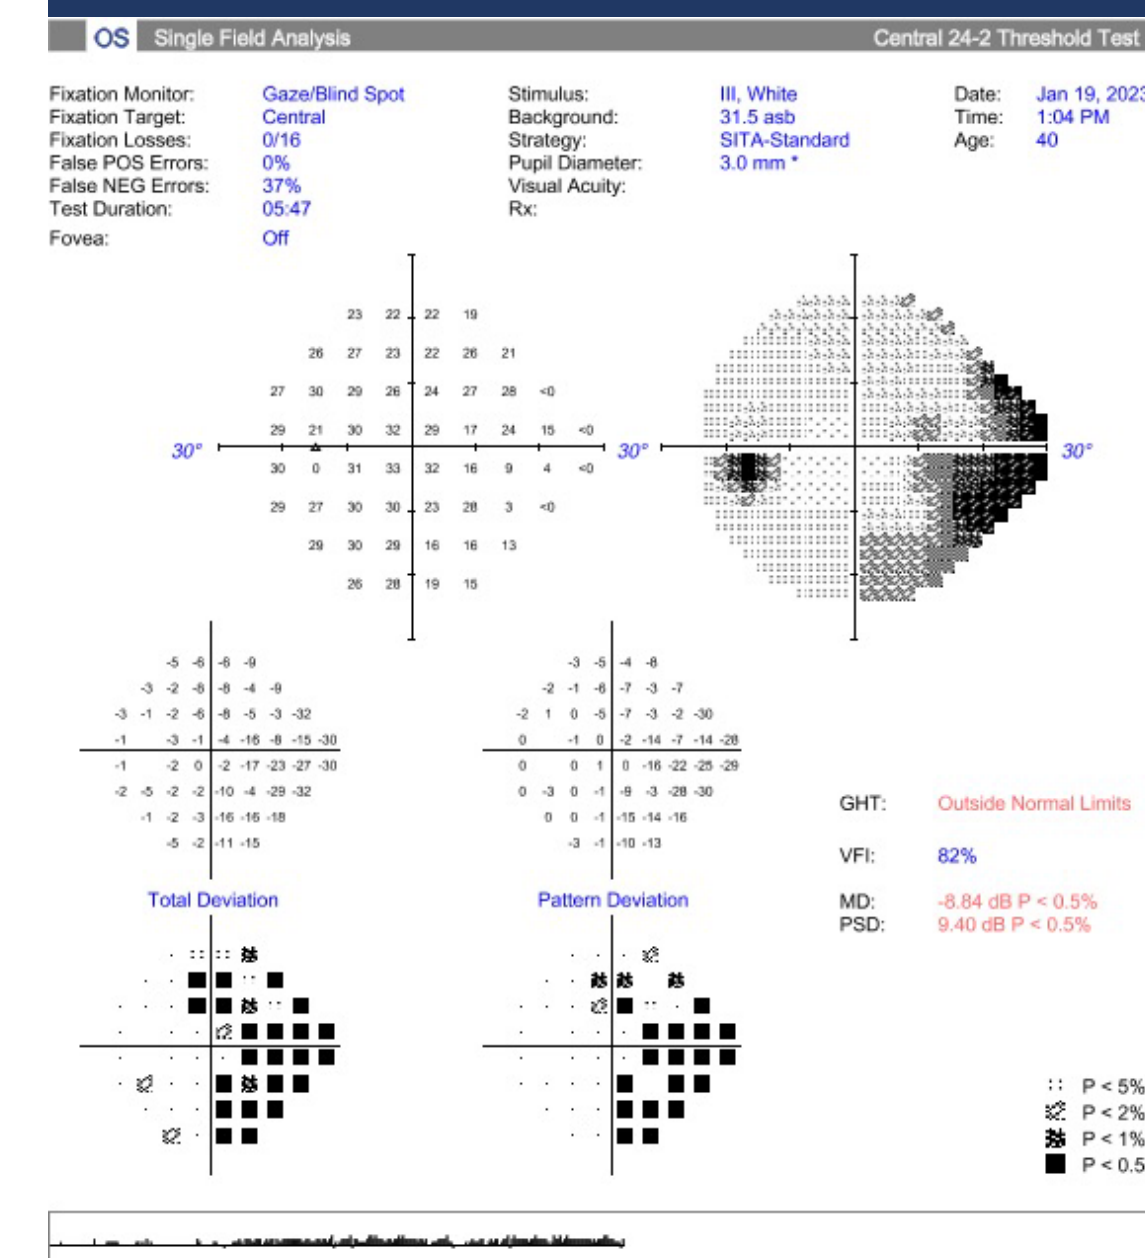 OS Single Field Analysis Central 24-2 Threshold Test
Fixation Monitor: Gaze/Blind Spot Stimulus: III, White Date: Jan 19, 2023
Fixation Target: Central Background: 31.5 asb Time: 1:04 PM
Fixation Losses: 0/16 Strategy: SITA-Standard Age: 40
False POS Errors: 0% Pupil Diameter: 3.0 mm *
False NEG Errors: 37% Visual Acuity:
Test Duration: 05:47 Rx:
Fovea: Off
23 22 22 19
26 27 23 22 26 21
27 30 29 26 24 27 28 <0
29 21 30 32 29 17 24 15 <0
30° 30° 30°
30 0 31 33 32 16 9 4 <0
29 27 30 30 23 28 3 <0
29 30 29 16 16 13
26 28 19 15
-5 -6 -6 -9 -3 -5 -4 -8
-3 -2 -8 -8 -4 -9 -2 -1 -6 -7 -3 -7
-3 -1 -2 -6 -8 -5 -3 -32 -2 1 0 -5 -7 -3 -2 -30
-1 -3 -1 -4 -16 -8 -15 -30 0 -1 0 -2 -14 -7 -14 -28
-1 -2 0 -2 -17 -23 -27 -30 0 0 1 0 -16 -22 -25 -29
-2 -5 -2 -2 -10 -4 -29 -32 0 -3 0 -1 -9 -3 -28 -30
-1 -2 -3 -16 -16 -18 0 0 -1 -15 -14 -16
-5 -2 -11 -15 -3 -1 -10 -13
GHT: Outside Normal Limits
VFI: 82%
MD: -8.84 dB P < 0.5%
PSD: 9.40 dB P < 0.5%
Total Deviation Pattern Deviation
P < 5%
P < 2%
P < 1%
P < 0.5